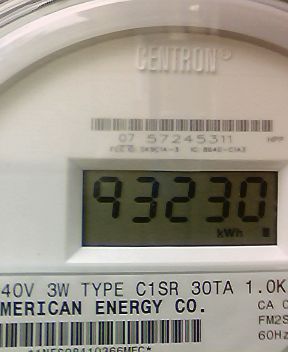 CENTRON®
07 57245311
93230
kWh
40V 3W TYPE C1SR 30TA 1.0K
MERICAN ENERGY CO.
CA
FM2S
60Hz